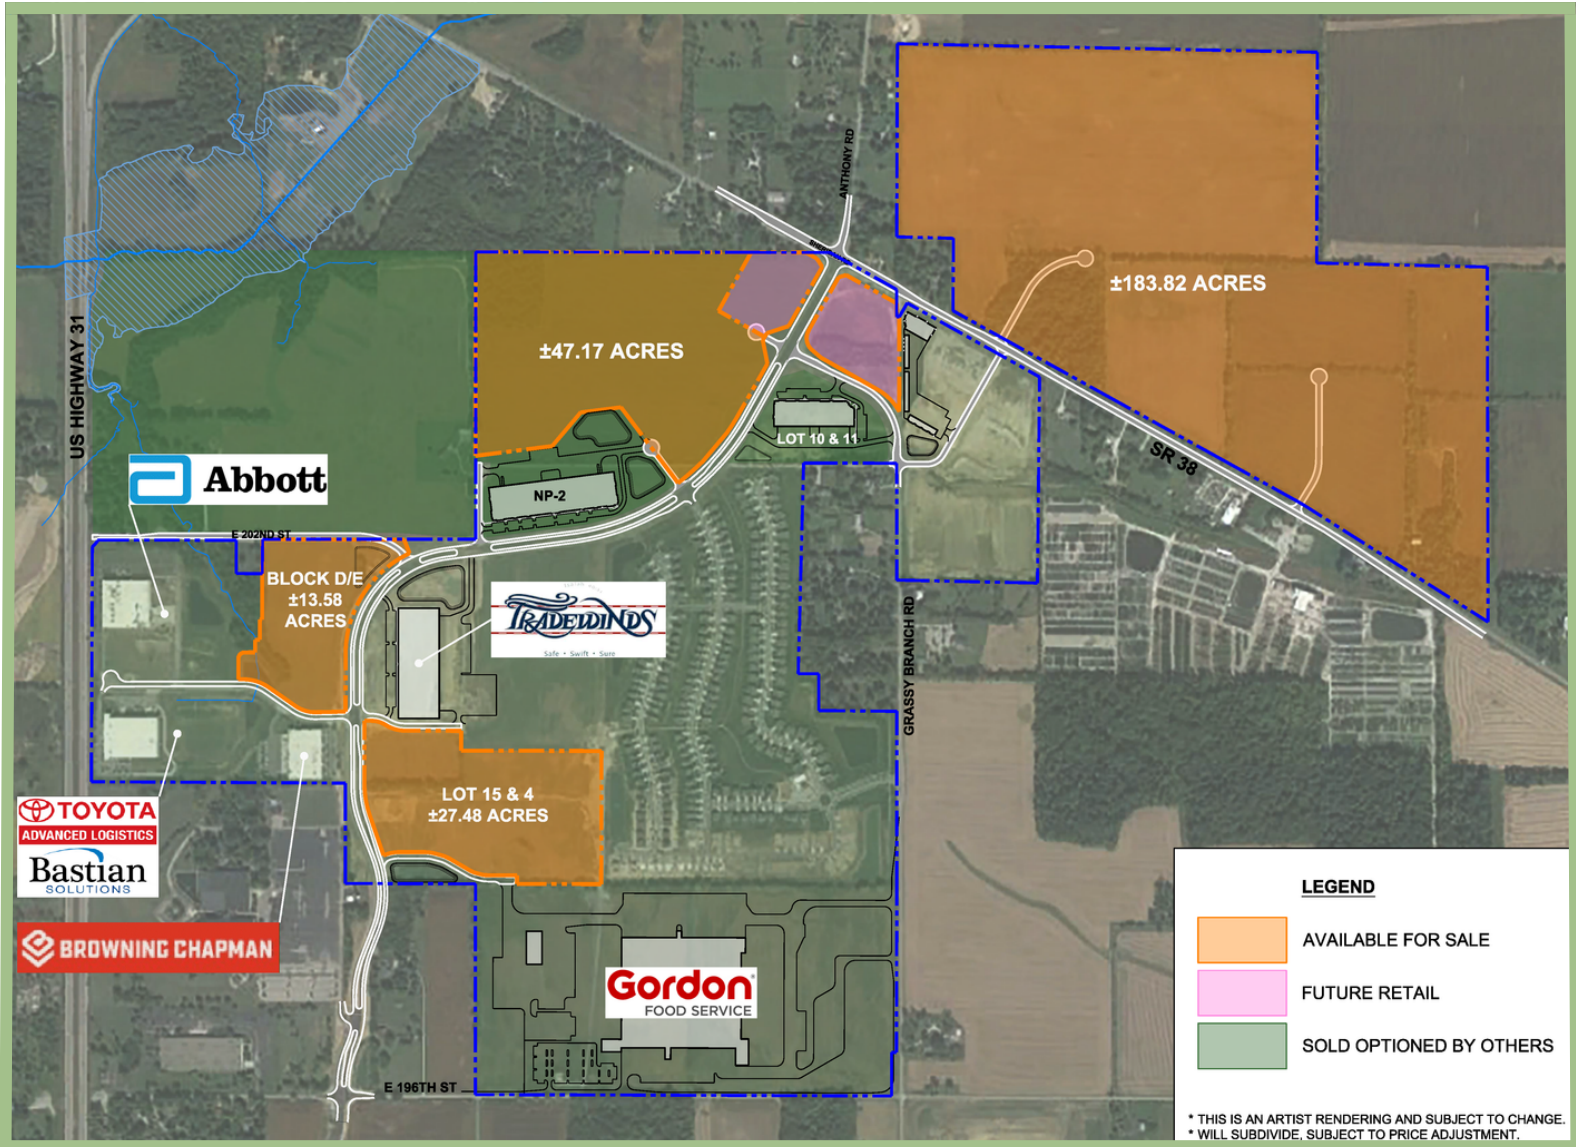 ANTHONY RD
±183.82 ACRES
US HIGHWAY 31
±47.17 ACRES
LOT 10 & 11
SR 38
Abbott
NP-2
E 202ND ST
BLOCK D/E
±13.58
ACRES
TRADEWINDS
Safe • Swift • Sure
GRASSY BRANCH RD
LOT 15 & 4
±27.48 ACRES
TOYOTA
ADVANCED LOGISTICS
Bastian
SOLUTIONS
BROWNING CHAPMAN
Gordon
FOOD SERVICE
E 196TH ST
LEGEND
AVAILABLE FOR SALE
FUTURE RETAIL
SOLD OPTIONED BY OTHERS
* THIS IS AN ARTIST RENDERING AND SUBJECT TO CHANGE.
* WILL SUBDIVIDE, SUBJECT TO PRICE ADJUSTMENT.